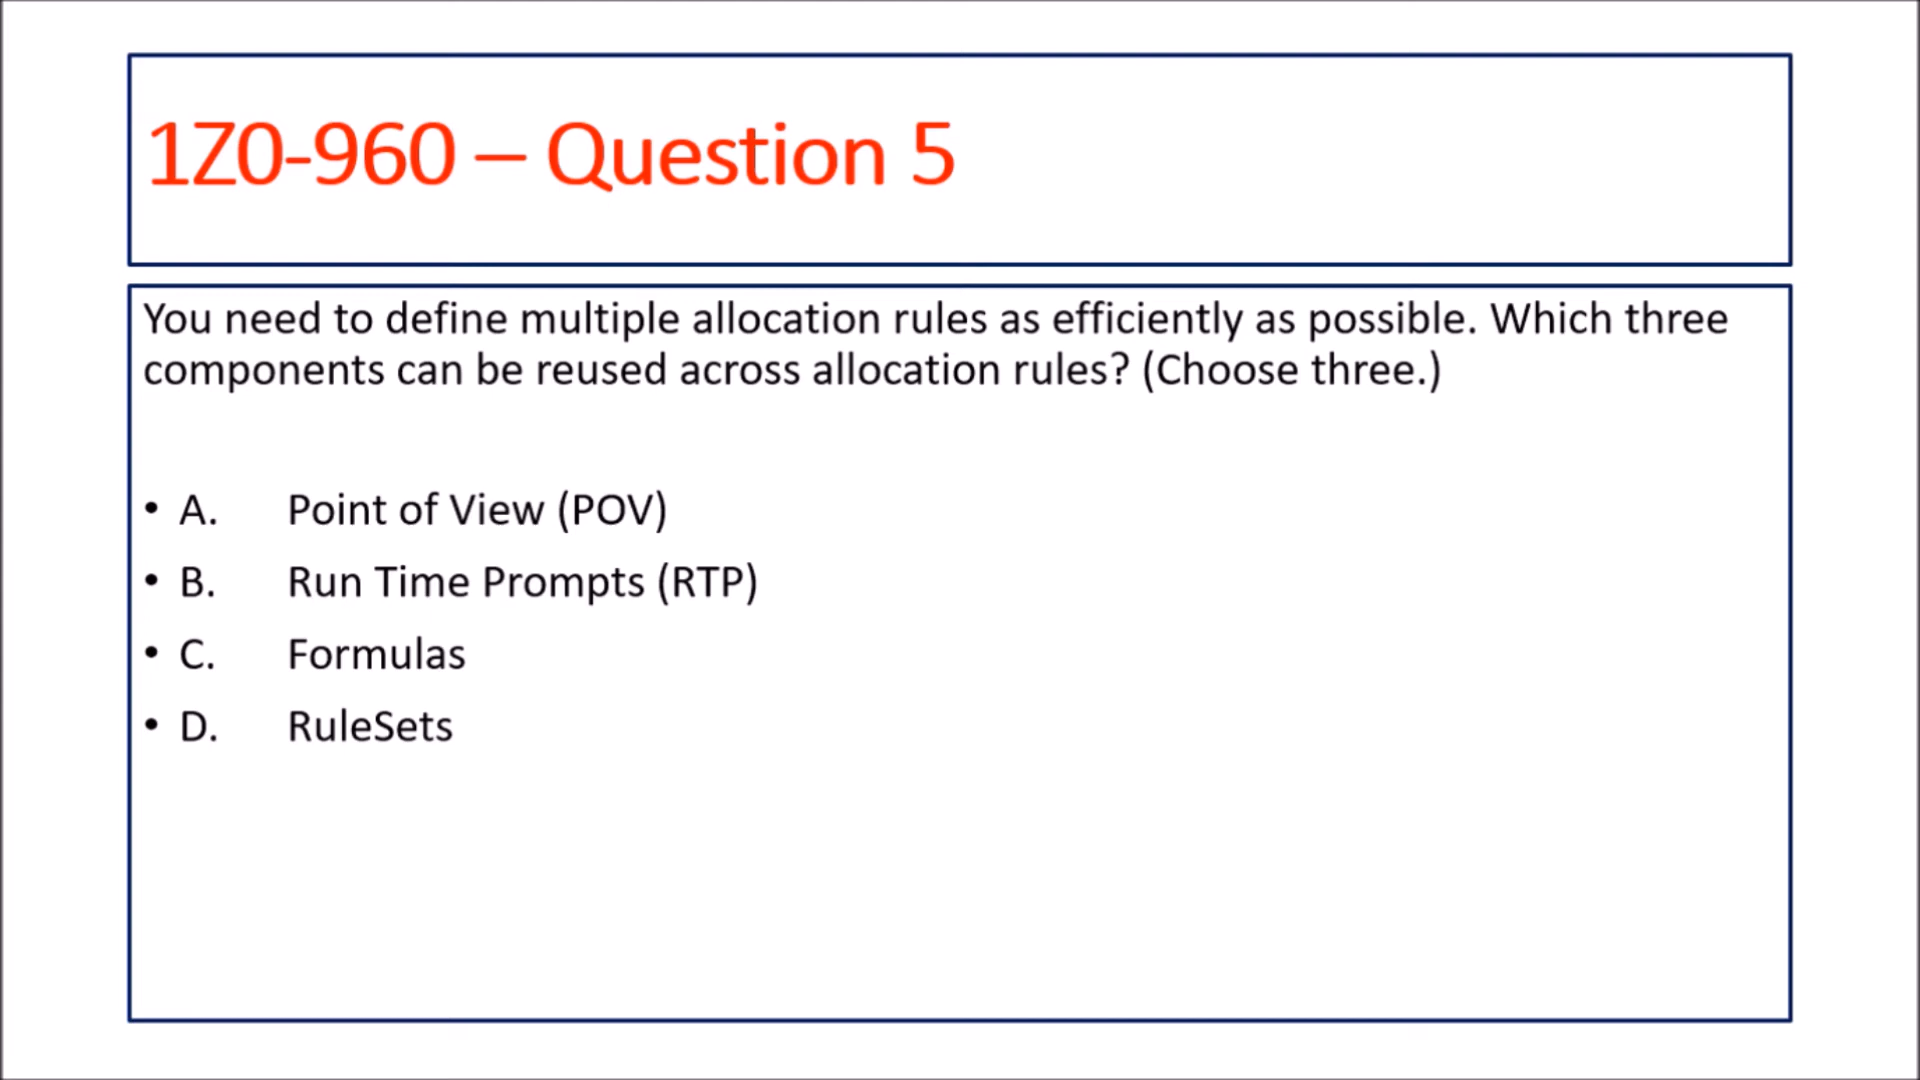 1Z0-960 – Question 5
You need to define multiple allocation rules as efficiently as possible. Which three
components can be reused across allocation rules? (Choose three.)
• A. Point of View (POV)
• B. Run Time Prompts (RTP)
• C. Formulas
• D. RuleSets